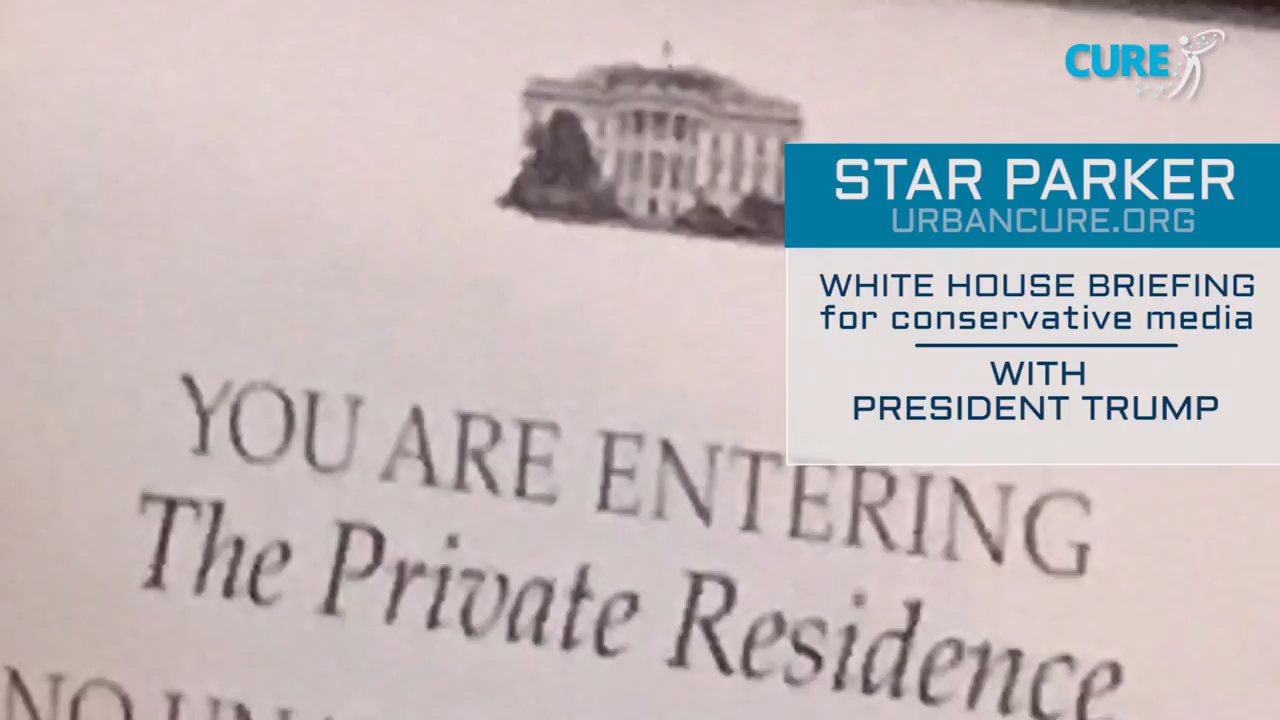 CURE
STAR PARKER
URBANCURE.ORG
WHITE HOUSE BRIEFING
for conservative media
WITH
PRESIDENT TRUMP
YOU ARE ENTERING
The Private Residence
NO